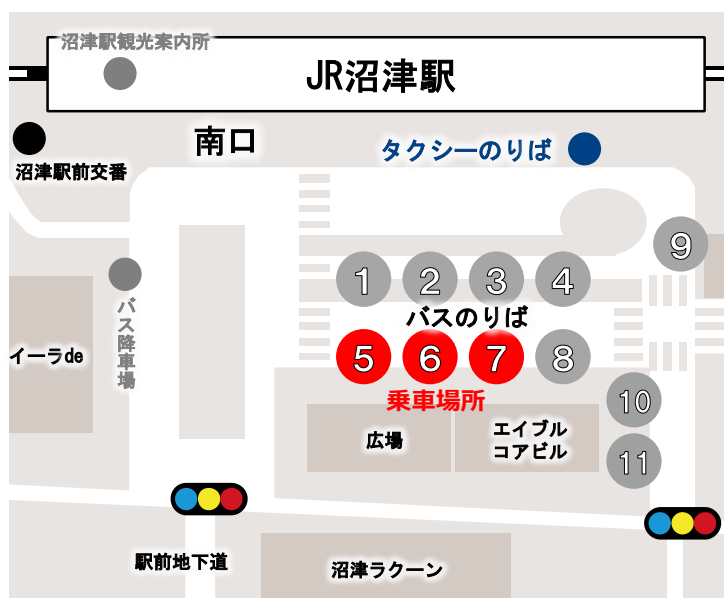 沼津駅観光案内所
JR沼津駅
南口
タクシーのりば
沼津駅前交番
9
1
2
3
4
バスのりば
バス降車場
イーラde
5
6
7
8
乗車場所
10
広場
エイブル
コアビル
11
駅前地下道
沼津ラクーン